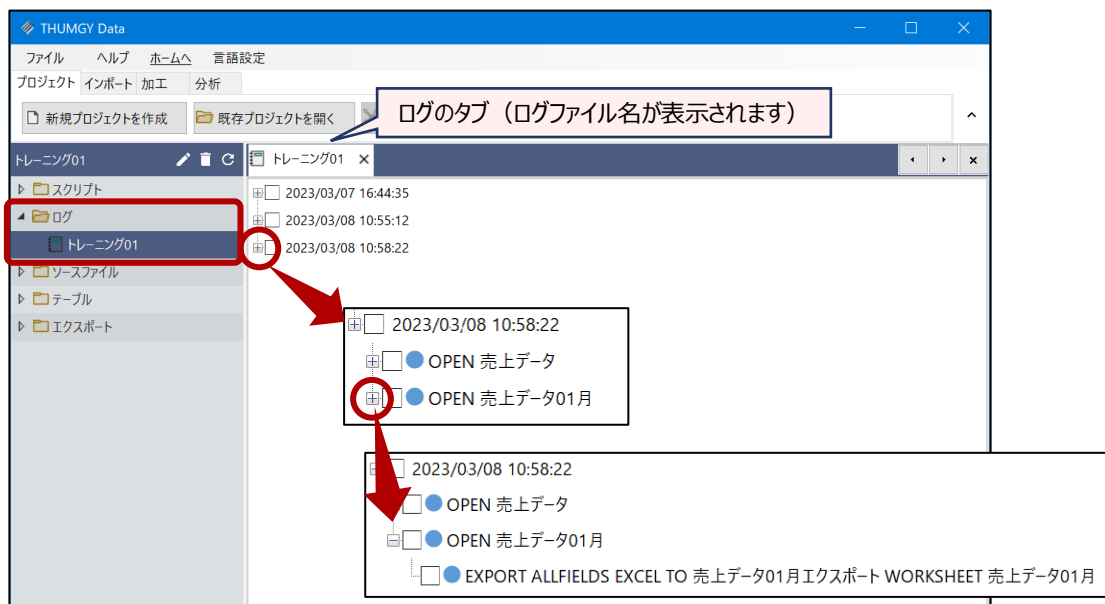 THUMGY Data
ファイル ヘルプ ホームへ 言語設定
プロジェクト インポート 加工 分析
新規プロジェクトを作成 既存プロジェクトを開く
ログのタブ（ログファイル名が表示されます）
トレーニング01
トレーニング01
スクリプト
ログ
トレーニング01
ソースファイル
テーブル
エクスポート
2023/03/07 16:44:35
2023/03/08 10:55:12
2023/03/08 10:58:22
2023/03/08 10:58:22
OPEN 売上データ
OPEN 売上データ01月
2023/03/08 10:58:22
OPEN 売上データ
OPEN 売上データ01月
EXPORT ALLFIELDS EXCEL TO 売上データ01月エクスポート WORKSHEET 売上データ01月